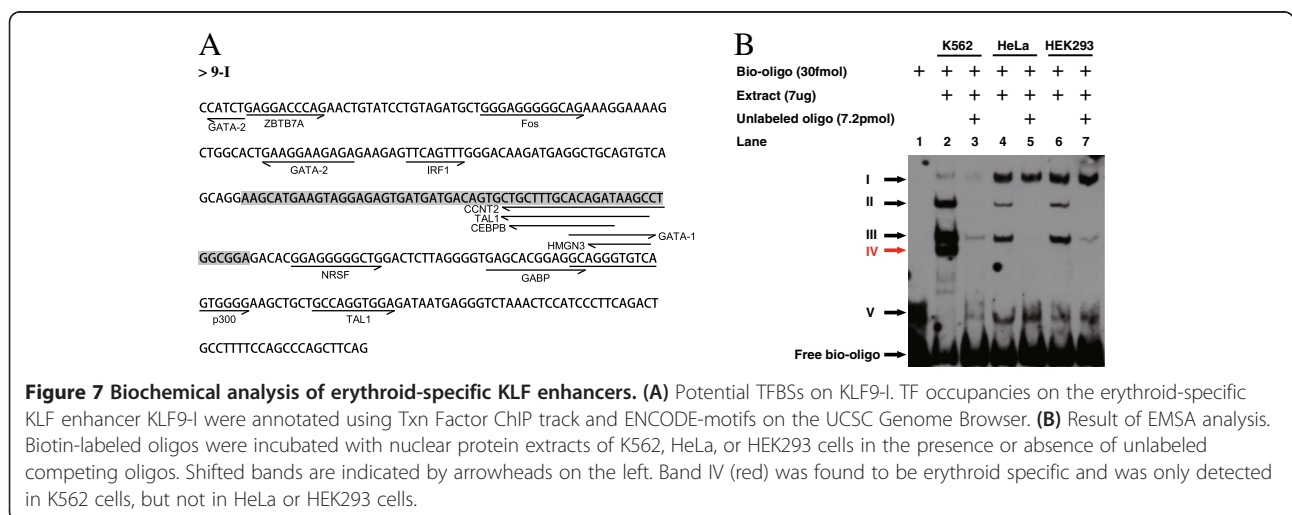 A
> 9-I
CCATCTGAGGACCCAGAACTGTATCCTGTAGATGCTGGGAGGGGGCAGAAAGGAAAAG
GATA-2 ZBTB7A Fos
CTGGCACTGAAGGAAGAGAGAAGAGTTCAGTTTGGGACAAGATGAGGCTGCAGTGTCA
GATA-2 IRF1
GCAGGAAGCATGAAGTAGGAGAGTGATGATGACAGTGCTGCTTTGCACAGATAAGCCT
CCNT2
TAL1
CEBPB
GATA-1
HMGN3
GGCGGAGACACGGAGGGGGCTGGACTCTTAGGGGTGAGCACGGAGGCAGGGTGTCA
NRSF GABP
GTGGGGAAGCTGCTGCCAGGTGGAGATAATGAGGGTCTAAACTCCATCCCTTCAGACT
p300 TAL1
GCCTTTTCCAGCCCAGCTTCAG
B
K562 HeLa HEK293
Bio-oligo (30fmol) + + + + + + +
Extract (7ug) + + + + + +
Unlabeled oligo (7.2pmol) + + +
Lane 1 2 3 4 5 6 7
I
II
III
IV
V
Free bio-oligo
Figure 7 Biochemical analysis of erythroid-specific KLF enhancers. (A) Potential TFBSs on KLF9-I. TF occupancies on the erythroid-specific
KLF enhancer KLF9-I were annotated using Txn Factor ChIP track and ENCODE-motifs on the UCSC Genome Browser. (B) Result of EMSA analysis.
Biotin-labeled oligos were incubated with nuclear protein extracts of K562, HeLa, or HEK293 cells in the presence or absence of unlabeled
competing oligos. Shifted bands are indicated by arrowheads on the left. Band IV (red) was found to be erythroid specific and was only detected
in K562 cells, but not in HeLa or HEK293 cells.